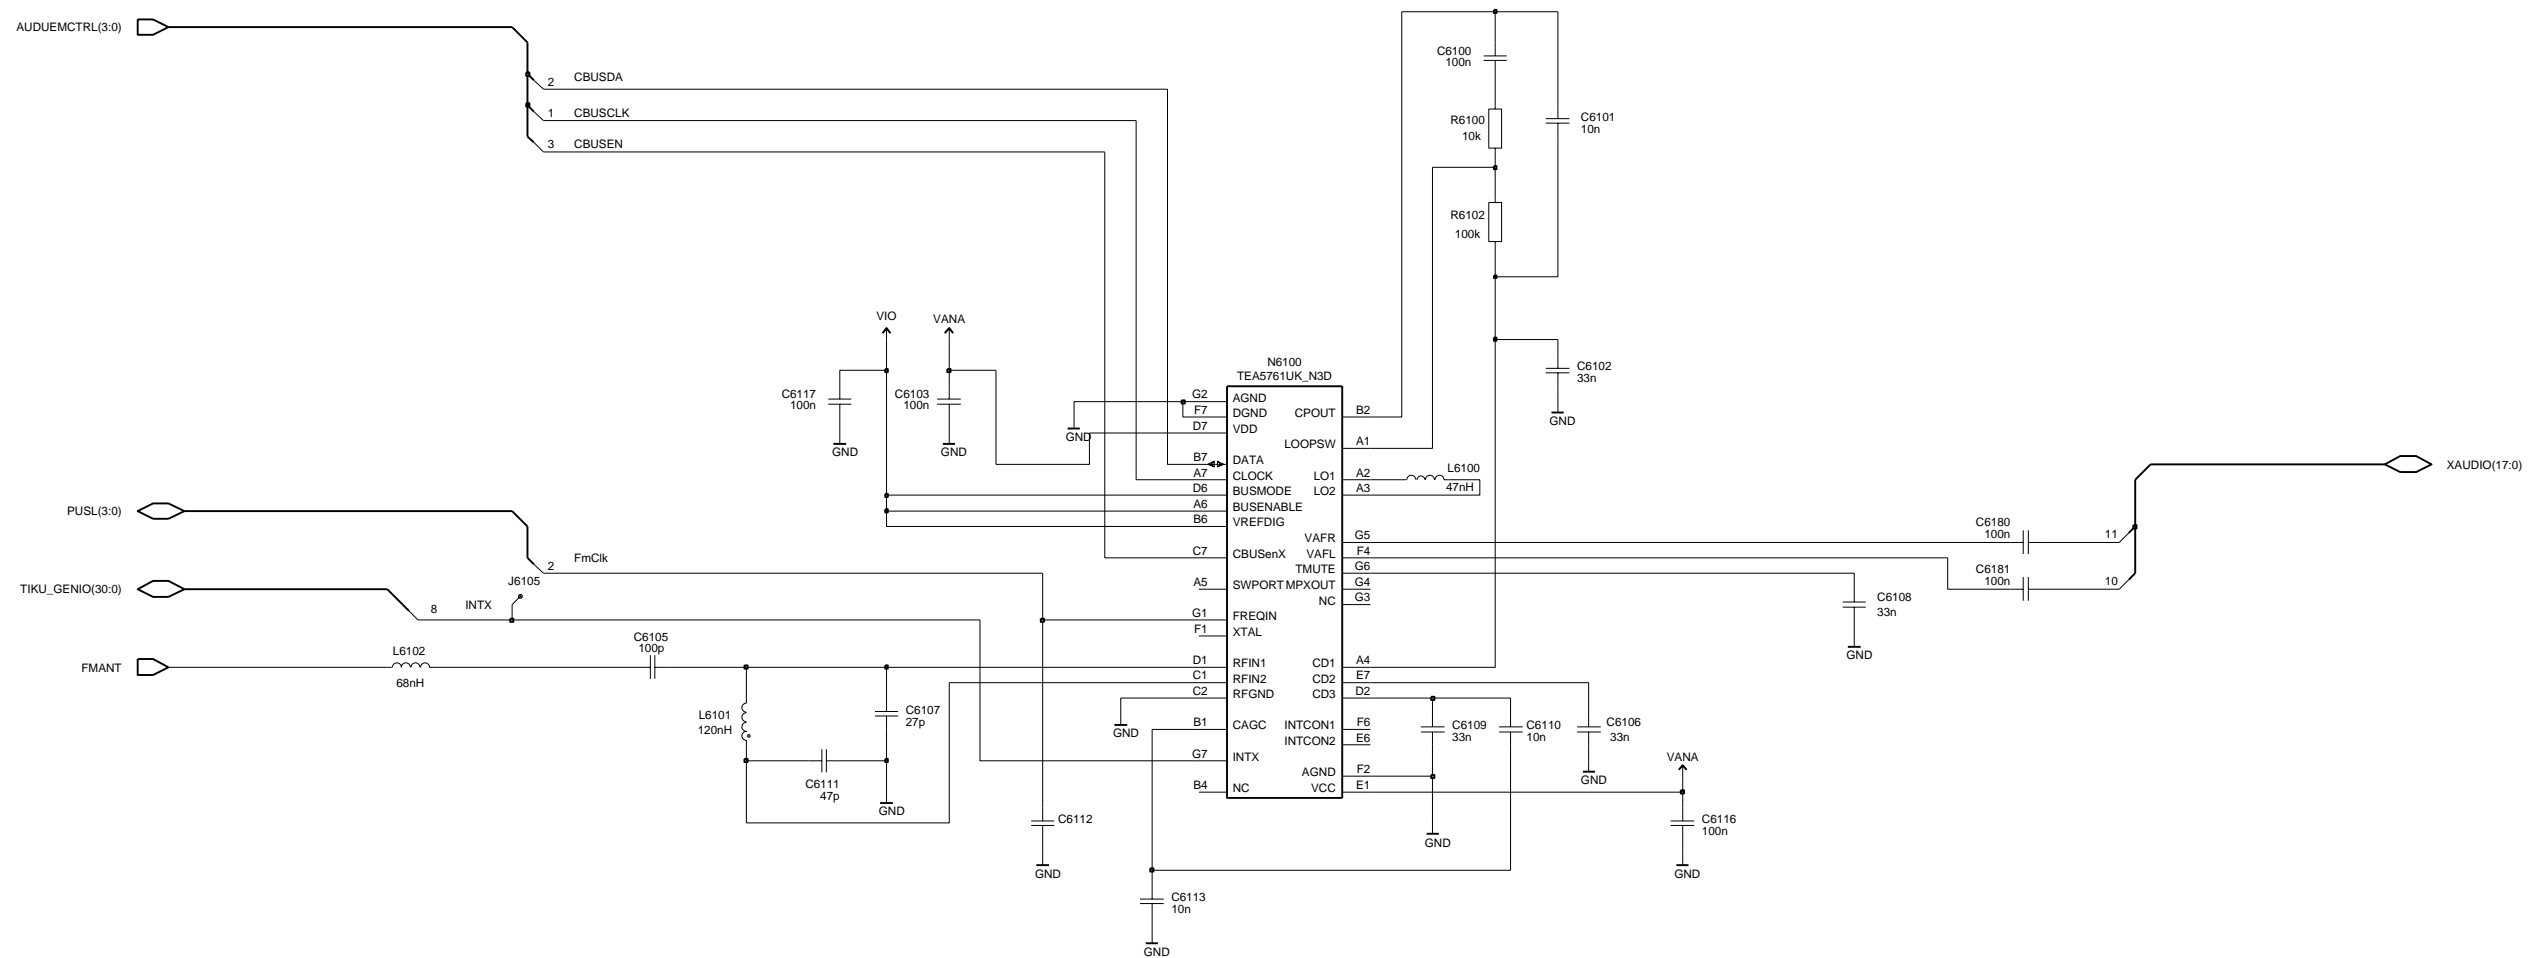 AUDUEMCTRL(3:0)
2 CBUSDA
1 CBUSCLK
3 CBUSEN
C6100
100n
R6100
10k
C6101
10n
R6102
100k
VIO
VANA
C6117
100n
GND
C6103
100n
GND
C6102
33n
GND
N6100
TEA5761UK_N3D
GND
G2 AGND
F7 DGND
D7 VDD
B7 DATA
A7 CLOCK
D6 BUSMODE
A6 BUSENABLE
B6 VREFDIG
C7 CBUSenX
A5 SWPORT
G1 FREQIN
F1 XTAL
D1 RFIN1
C1 RFIN2
C2 RFGND
B1 CAGC
G7 INTX
B4 NC
CPOUT B2
LOOPSW A1
LO1 A2
LO2 A3
VAFR G5
VAFL F4
TMUTE G6
MPXOUT G4
NC G3
CD1 A4
CD2 E7
CD3 D2
INTCON1 F6
INTCON2 E6
AGND F2
VCC E1
L6100
47nH
XAUDIO(17:0)
C6180
100n
11
C6181
100n
10
C6108
33n
GND
PUSL(3:0)
2 FmClk
TIKU_GENIO(30:0)
8 INTX
J6105
FMANT
L6102
68nH
C6105
100p
L6101
120nH
C6107
27p
C6111
47p
GND
GND
C6112
GND
C6113
10n
GND
C6109
33n
GND
C6110
10n
C6106
33n
GND
VANA
C6116
100n
GND